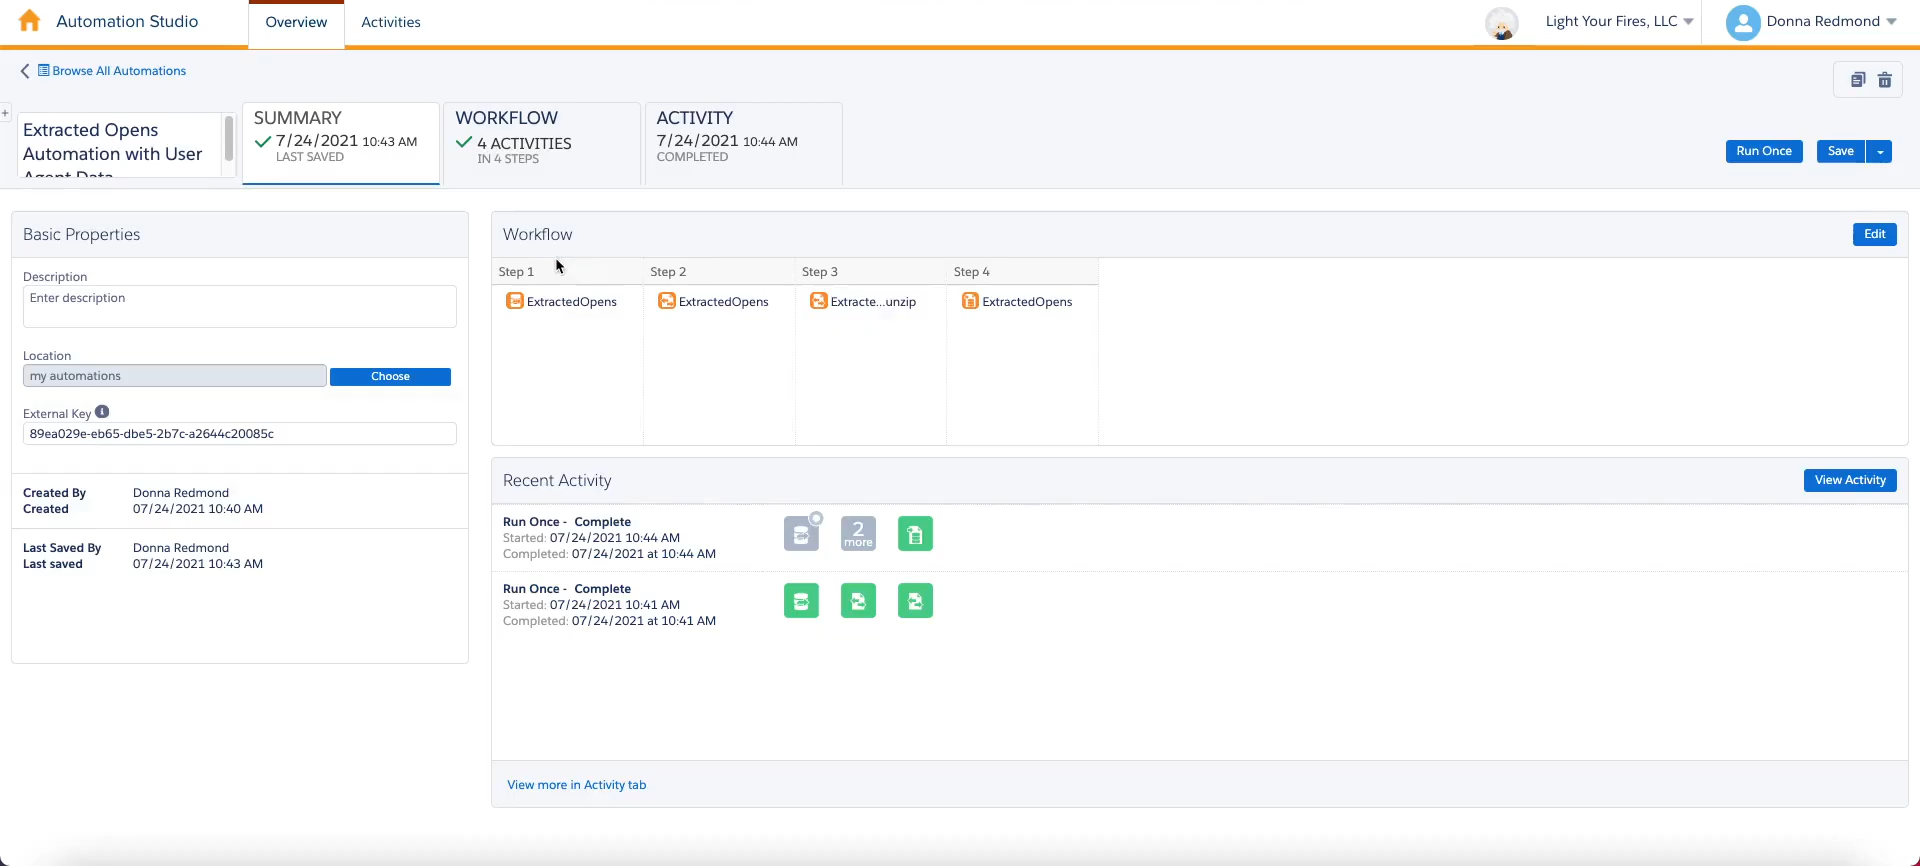 Automation Studio
Overview
Activities
Light Your Fires, LLC
Donna Redmond
Browse All Automations
Extracted Opens
Automation with User
Agent Data
SUMMARY
7/24/2021 10:43 AM
LAST SAVED
WORKFLOW
4 ACTIVITIES
IN 4 STEPS
ACTIVITY
7/24/2021 10:44 AM
COMPLETED
Run Once
Save
Basic Properties
Description
Enter description
Location
my automations
Choose
External Key
89ea029e-eb65-dbe5-2b7c-a2644c20085c
Created By Donna Redmond
Created 07/24/2021 10:40 AM
Last Saved By Donna Redmond
Last saved 07/24/2021 10:43 AM
Workflow
Edit
Step 1 Step 2 Step 3 Step 4
ExtractedOpens ExtractedOpens Extracte...unzip ExtractedOpens
Recent Activity
View Activity
Run Once - Complete
Started: 07/24/2021 10:44 AM
Completed: 07/24/2021 at 10:44 AM
2
more
Run Once - Complete
Started: 07/24/2021 10:41 AM
Completed: 07/24/2021 at 10:41 AM
View more in Activity tab